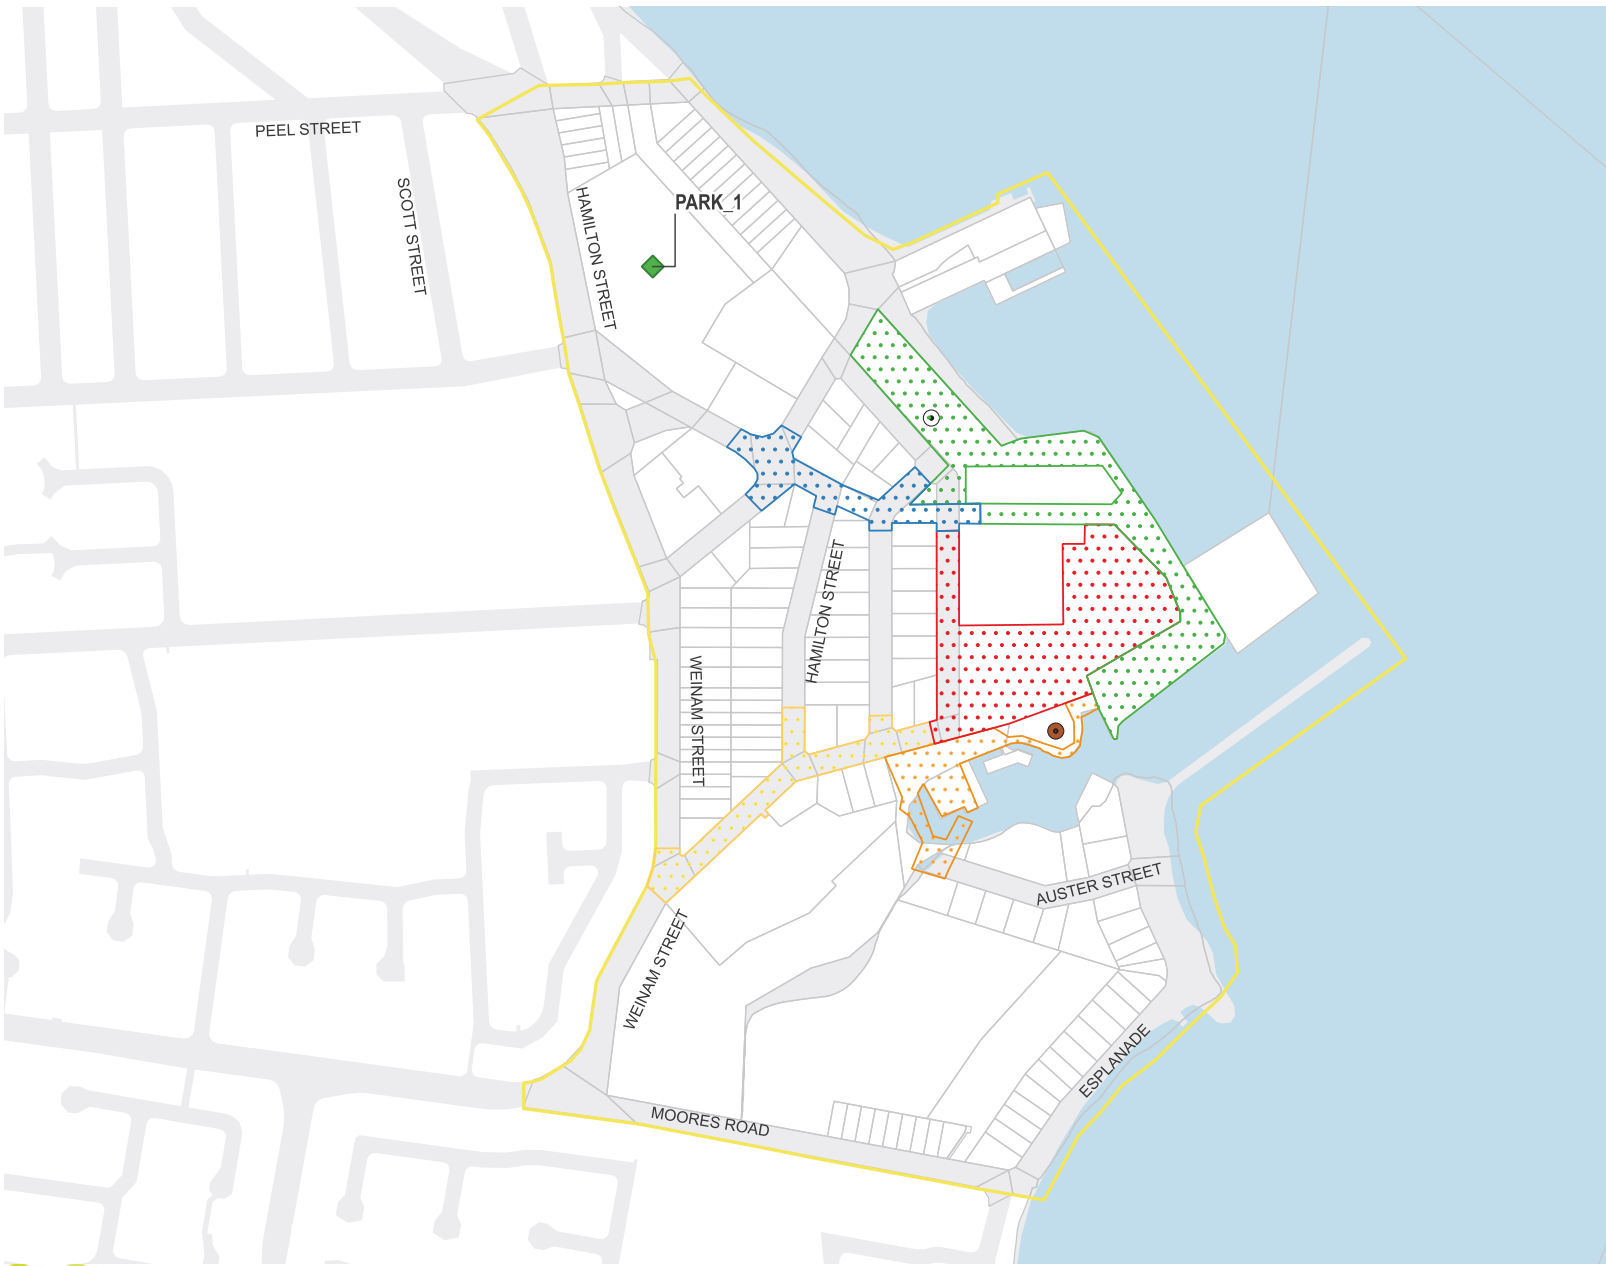 PEEL STREET
SCOTT STREET
HAMILTON STREET
PARK_1
HAMILTON STREET
WEINAM STREET
AUSTER STREET
WEINAM STREET
ESPLANADE
MOORES ROAD